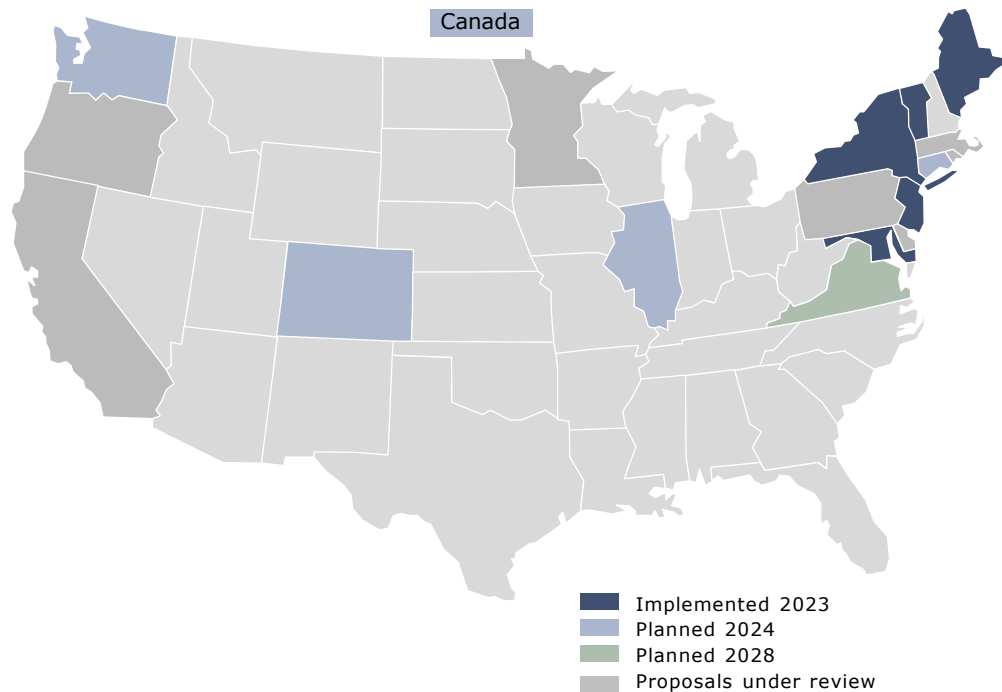 Canada
Implemented 2023
Planned 2024
Planned 2028
Proposals under review